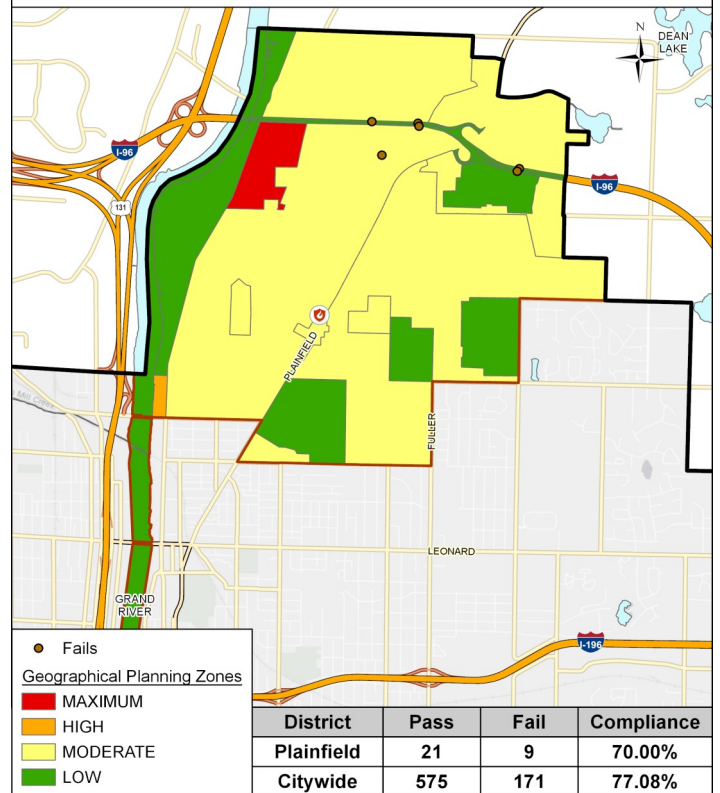 N
DEAN
LAKE
I-96
131
I-96
PLAINFIELD
FULLER
LEONARD
GRAND
RIVER
I-196
Fails
Geographical Planning Zones
MAXIMUM
HIGH
MODERATE
LOW
District Pass Fail Compliance
Plainfield 21 9 70.00%
Citywide 575 171 77.08%